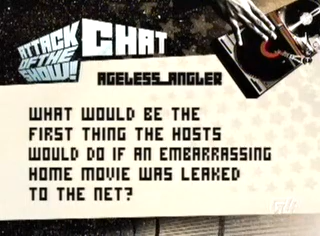 ATTACK
OF THE
SHOW!
CHAT
AGELESS_ANGLER
WHAT WOULD BE THE
FIRST THING THE HOSTS
WOULD DO IF AN EMBARRASSING
HOME MOVIE WAS LEAKED
TO THE NET?